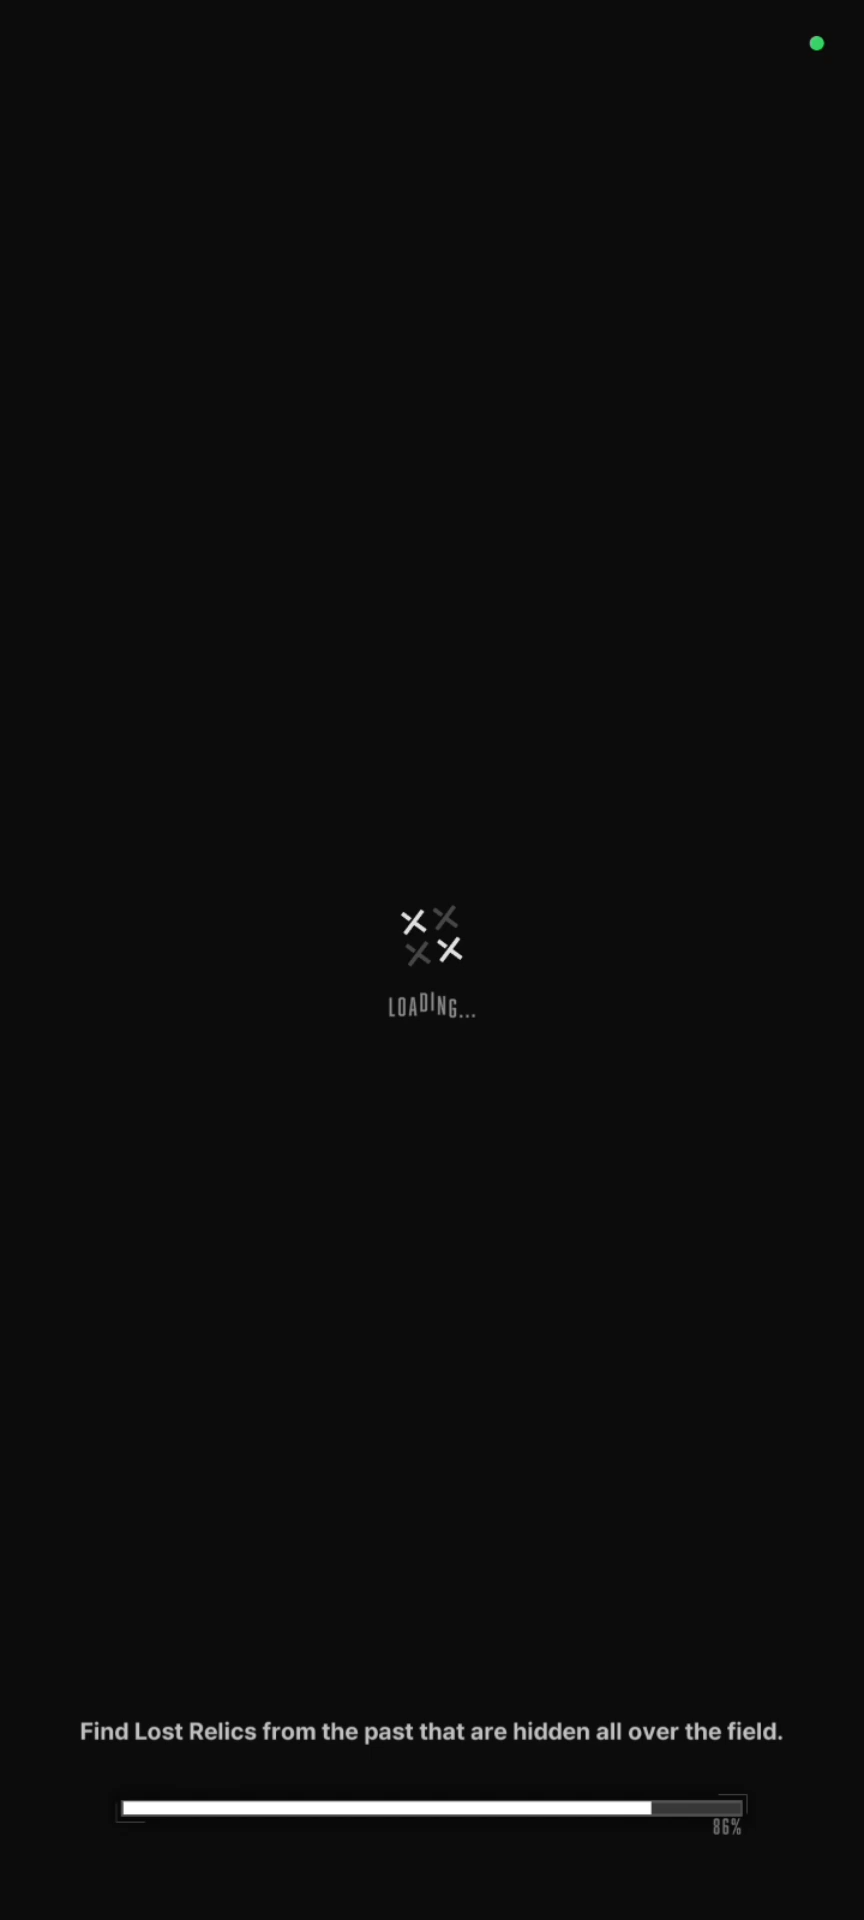 LOADING...
Find Lost Relics from the past that are hidden all over the field.
86%